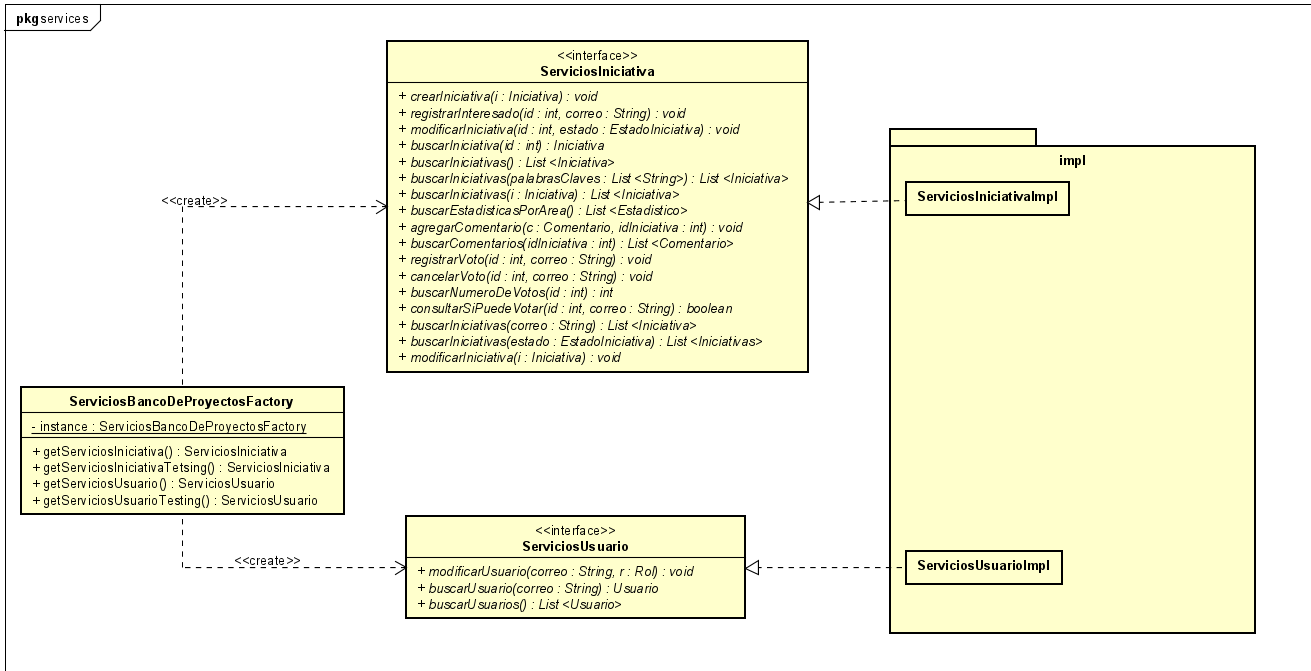 pkg services
<<interface>>
ServiciosIniciativa
+ crearIniciativa(i : Iniciativa) : void
+ registrarInteresado(id : int, correo : String) : void
+ modificarIniciativa(id : int, estado : EstadoIniciativa) : void
+ buscarIniciativa(id : int) : Iniciativa
+ buscarIniciativas() : List <Iniciativa>
+ buscarIniciativas(palabrasClaves : List <String>) : List <Iniciativa>
+ buscarIniciativas(i : Iniciativa) : List <Iniciativa>
+ buscarEstadisticasPorArea() : List <Estadistico>
+ agregarComentario(c : Comentario, idIniciativa : int) : void
+ buscarComentarios(idIniciativa : int) : List <Comentario>
+ registrarVoto(id : int, correo : String) : void
+ cancelarVoto(id : int, correo : String) : void
+ buscarNumeroDeVotos(id : int) : int
+ consultarSiPuedeVotar(id : int, correo : String) : boolean
+ buscarIniciativas(correo : String) : List <Iniciativa>
+ buscarIniciativas(estado : EstadoIniciativa) : List <Iniciativas>
+ modificarIniciativa(i : Iniciativa) : void
impl
ServiciosIniciativaImpl
<<create>>
ServiciosBancoDeProyectosFactory
- instance : ServiciosBancoDeProyectosFactory
+ getServiciosIniciativa() : ServiciosIniciativa
+ getServiciosIniciativaTetsing() : ServiciosIniciativa
+ getServiciosUsuario() : ServiciosUsuario
+ getServiciosUsuarioTesting() : ServiciosUsuario
<<create>>
<<interface>>
ServiciosUsuario
+ modificarUsuario(correo : String, r : Rol) : void
+ buscarUsuario(correo : String) : Usuario
+ buscarUsuarios() : List <Usuario>
ServiciosUsuarioImpl